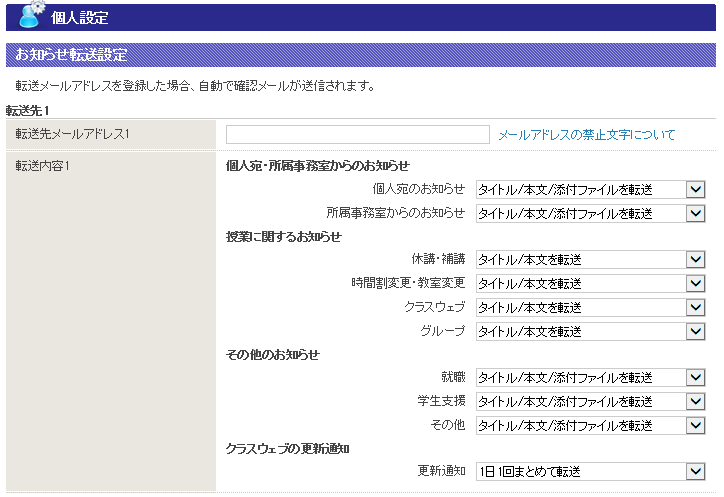 個人設定
お知らせ転送設定
転送メールアドレスを登録した場合、自動で確認メールが送信されます。
転送先1
転送先メールアドレス1 メールアドレスの禁止文字について
転送内容1 個人宛・所属事務室からのお知らせ
個人宛のお知らせ タイトル/本文/添付ファイルを転送
所属事務室からのお知らせ タイトル/本文/添付ファイルを転送
授業に関するお知らせ
休講・補講 タイトル/本文を転送
時間割変更・教室変更 タイトル/本文を転送
クラスウェブ タイトル/本文を転送
グループ タイトル/本文を転送
その他のお知らせ
就職 タイトル/本文/添付ファイルを転送
学生支援 タイトル/本文/添付ファイルを転送
その他 タイトル/本文/添付ファイルを転送
クラスウェブの更新通知
更新通知 1日1回まとめて転送